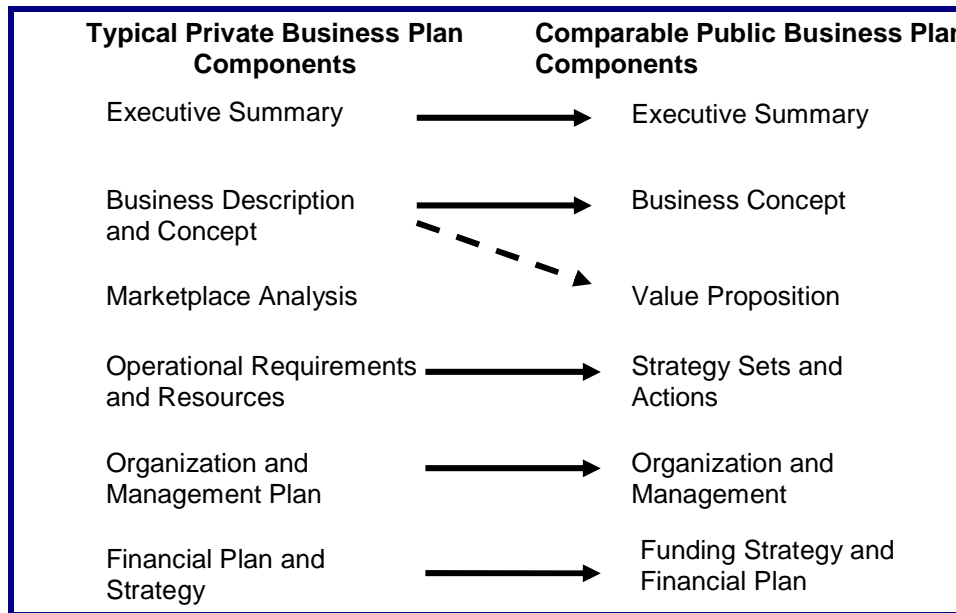 Typical Private Business Plan
Components
Comparable Public Business Plan
Components
Executive Summary
Executive Summary
Business Description
and Concept
Business Concept
Marketplace Analysis
Value Proposition
Operational Requirements
and Resources
Strategy Sets and
Actions
Organization and
Management Plan
Organization and
Management
Financial Plan and
Strategy
Funding Strategy and
Financial Plan